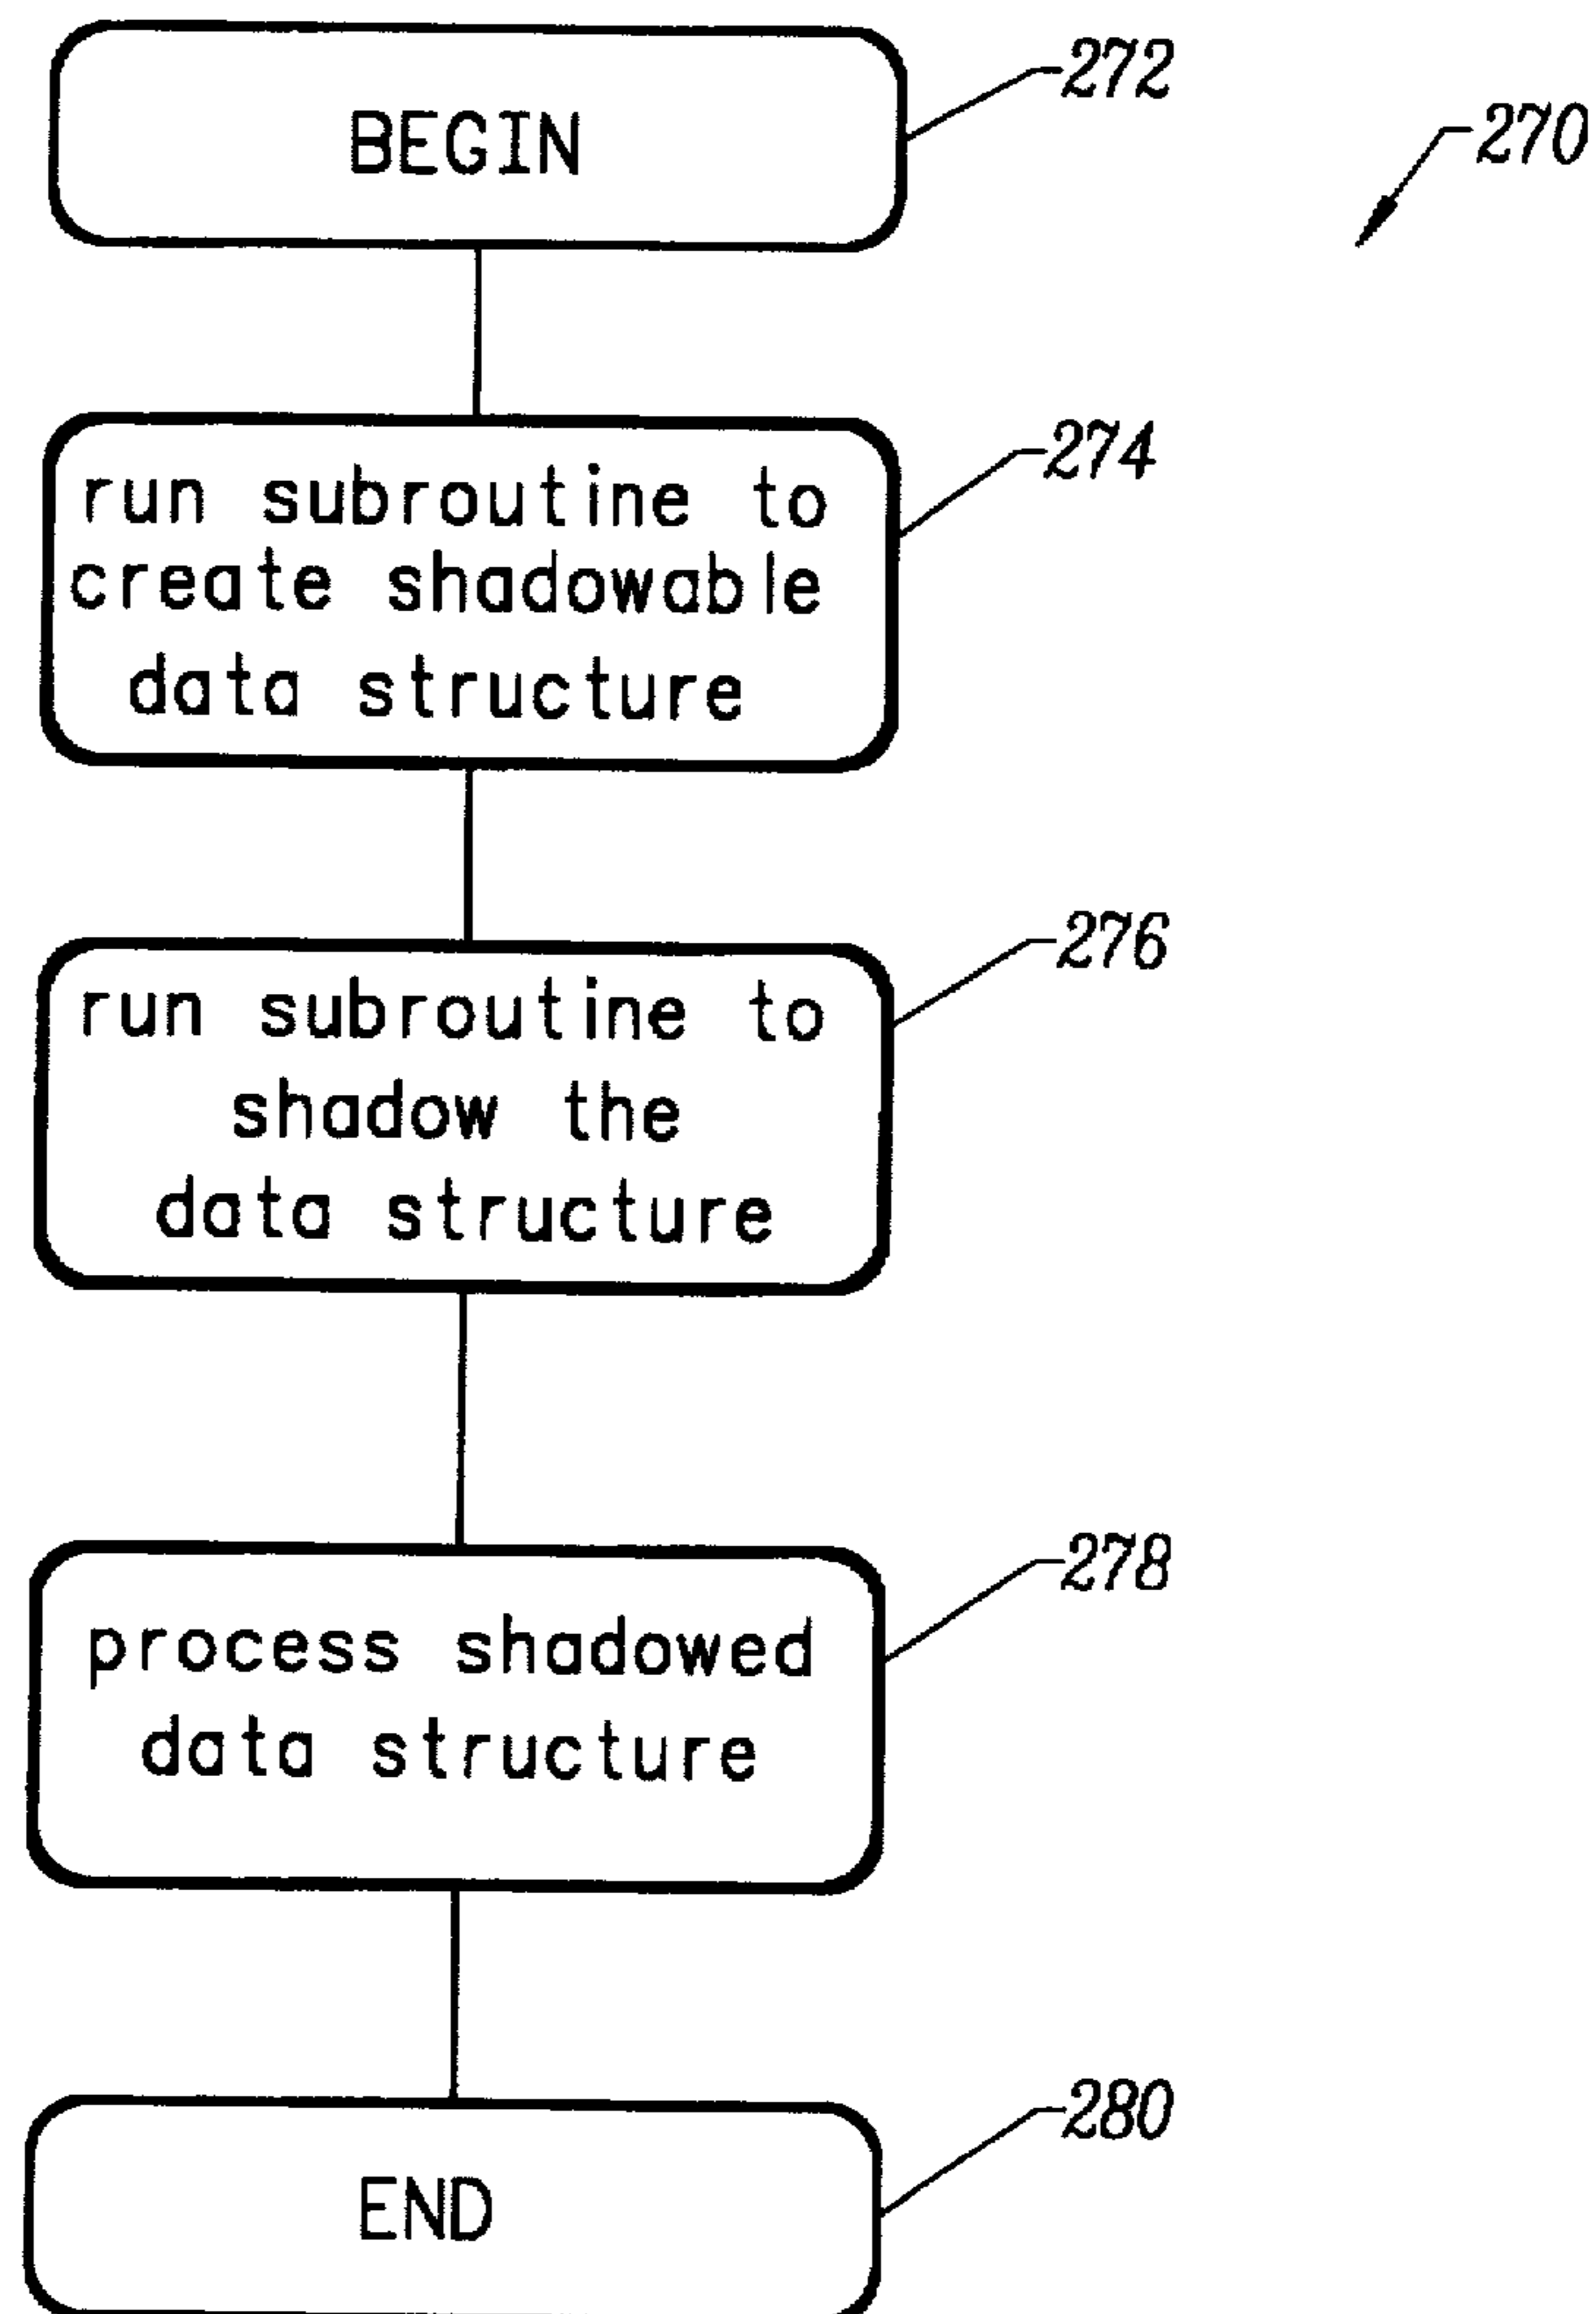 BEGIN
272
270
run subroutine to
create shadowable
data structure
274
run subroutine to
shadow the
data structure
276
process shadowed
data structure
278
END
280